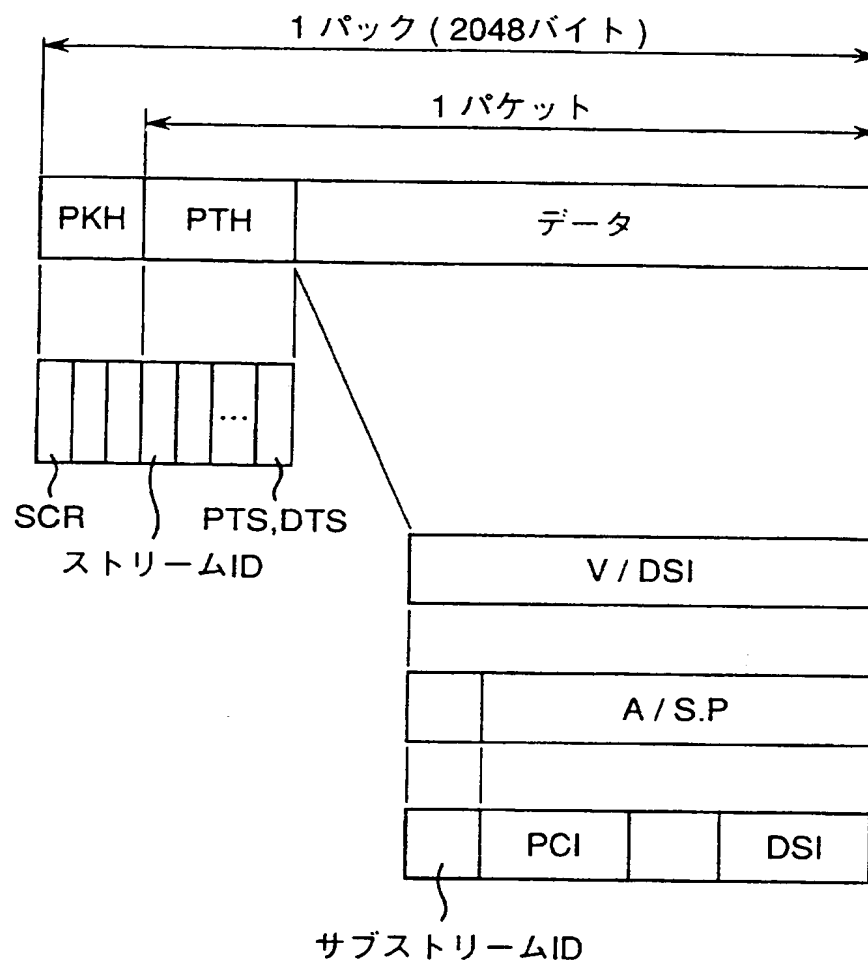 1 パック ( 2048バイト )
1 パケット
PKH PTH データ
...
SCR PTS,DTS
ストリームID
V / DSI
A / S.P
PCI DSI
サブストリームID